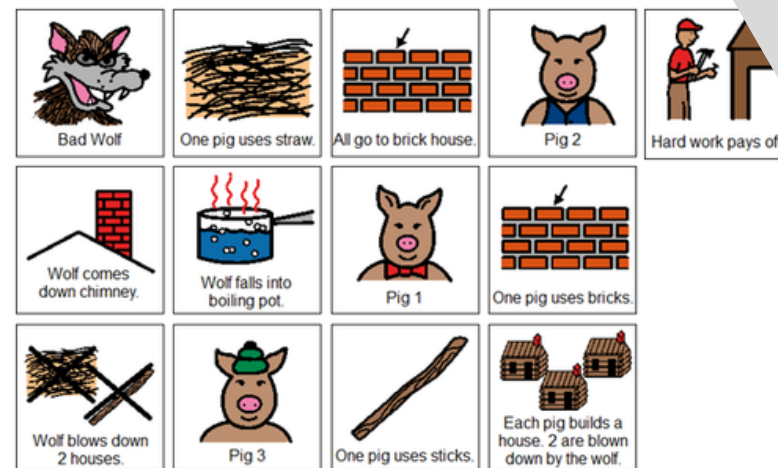 Bad Wolf
One pig uses straw.
All go to brick house.
Pig 2
Hard work pays of
Wolf comes
down chimney.
Wolf falls into
boiling pot.
Pig 1
One pig uses bricks.
Wolf blows down
2 houses.
Pig 3
One pig uses sticks.
Each pig builds a
house. 2 are blown
down by the wolf.